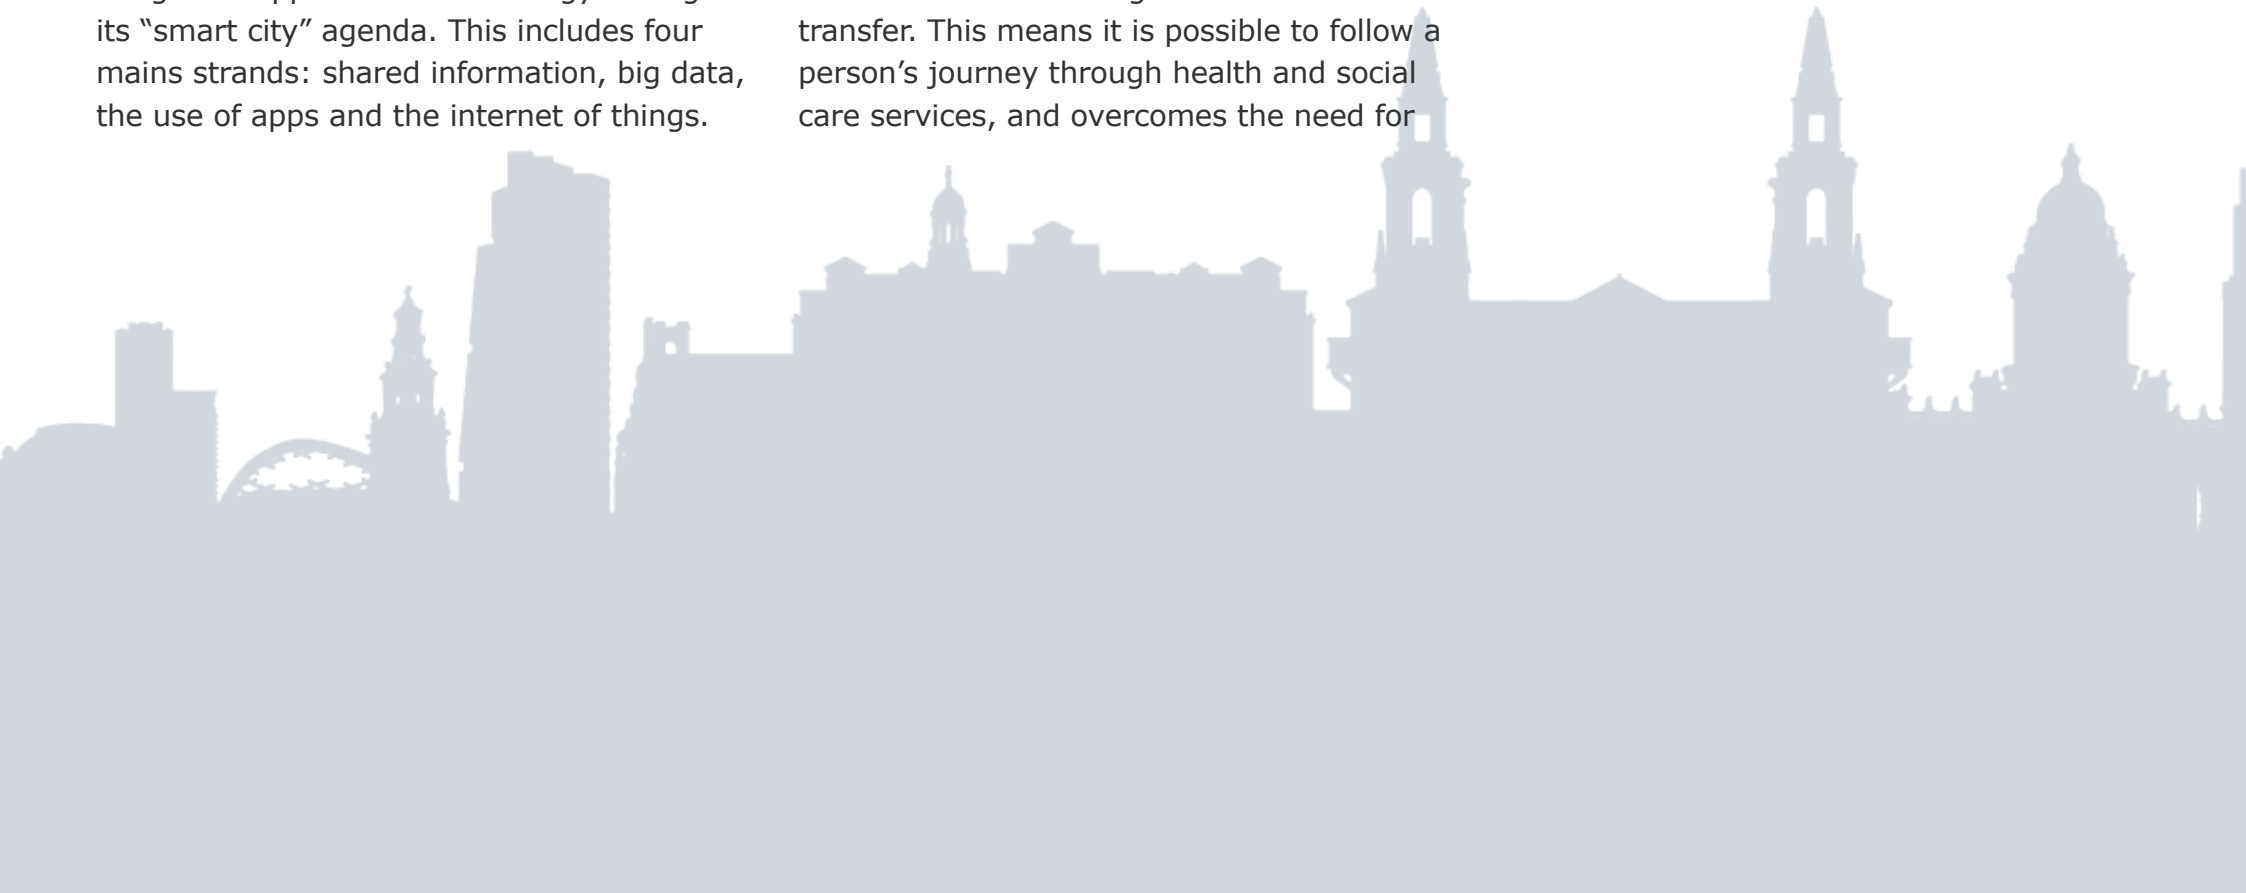 its “smart city” agenda. This includes four
mains strands: shared information, big data,
the use of apps and the internet of things.
transfer. This means it is possible to follow a
person’s journey through health and social
care services, and overcomes the need for